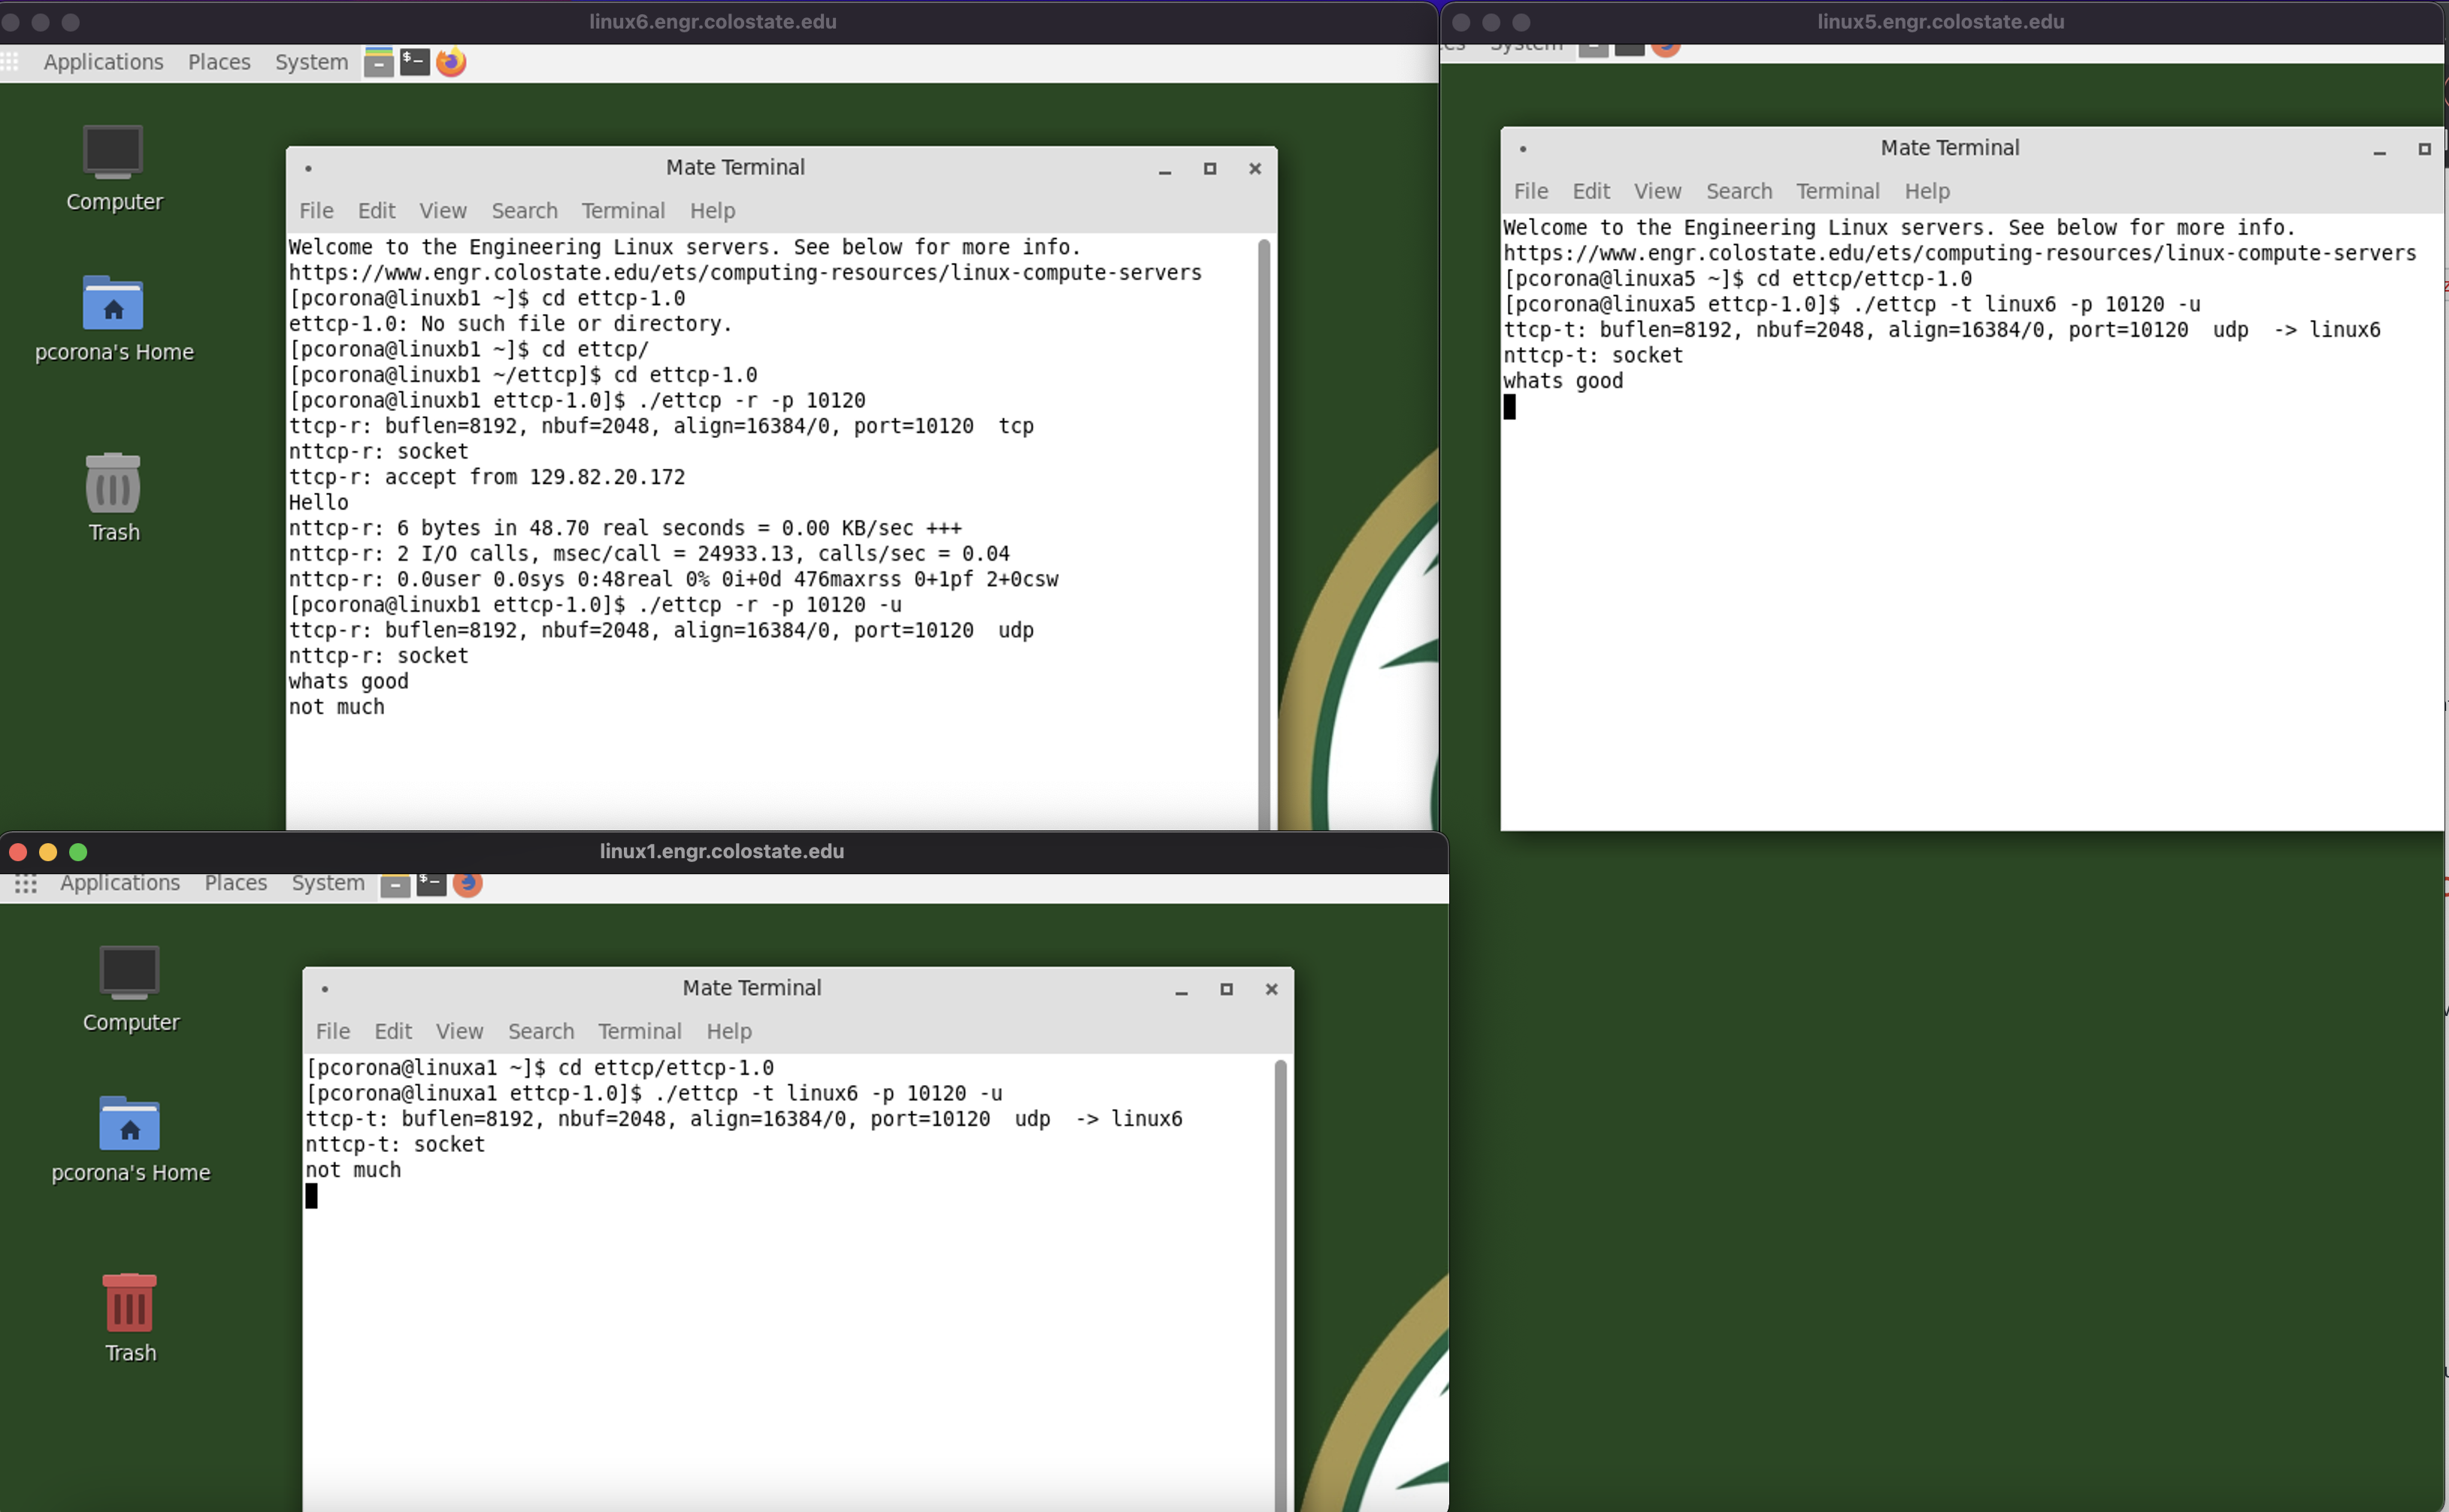 linux6.engr.colostate.edu
Applications Places System
Computer
pcorona's Home
Trash
Mate Terminal
File Edit View Search Terminal Help
Welcome to the Engineering Linux servers. See below for more info.
https://www.engr.colostate.edu/ets/computing-resources/linux-compute-servers
[pcorona@linuxb1 ~]$ cd ettcp-1.0
ettcp-1.0: No such file or directory.
[pcorona@linuxb1 ~]$ cd ettcp/
[pcorona@linuxb1 ~/ettcp]$ cd ettcp-1.0
[pcorona@linuxb1 ettcp-1.0]$ ./ettcp -r -p 10120
ttcp-r: buflen=8192, nbuf=2048, align=16384/0, port=10120  tcp
nttcp-r: socket
ttcp-r: accept from 129.82.20.172
Hello
nttcp-r: 6 bytes in 48.70 real seconds = 0.00 KB/sec +++
nttcp-r: 2 I/O calls, msec/call = 24933.13, calls/sec = 0.04
nttcp-r: 0.0user 0.0sys 0:48real 0% 0i+0d 476maxrss 0+1pf 2+0csw
[pcorona@linuxb1 ettcp-1.0]$ ./ettcp -r -p 10120 -u
ttcp-r: buflen=8192, nbuf=2048, align=16384/0, port=10120  udp
nttcp-r: socket
whats good
not much
linux5.engr.colostate.edu
System
Mate Terminal
File Edit View Search Terminal Help
Welcome to the Engineering Linux servers. See below for more info.
https://www.engr.colostate.edu/ets/computing-resources/linux-compute-servers
[pcorona@linuxa5 ~]$ cd ettcp/ettcp-1.0
[pcorona@linuxa5 ettcp-1.0]$ ./ettcp -t linux6 -p 10120 -u
ttcp-t: buflen=8192, nbuf=2048, align=16384/0, port=10120  udp  -> linux6
nttcp-t: socket
whats good
linux1.engr.colostate.edu
Applications Places System
Computer
pcorona's Home
Trash
Mate Terminal
File Edit View Search Terminal Help
[pcorona@linuxa1 ~]$ cd ettcp/ettcp-1.0
[pcorona@linuxa1 ettcp-1.0]$ ./ettcp -t linux6 -p 10120 -u
ttcp-t: buflen=8192, nbuf=2048, align=16384/0, port=10120  udp  -> linux6
nttcp-t: socket
not much